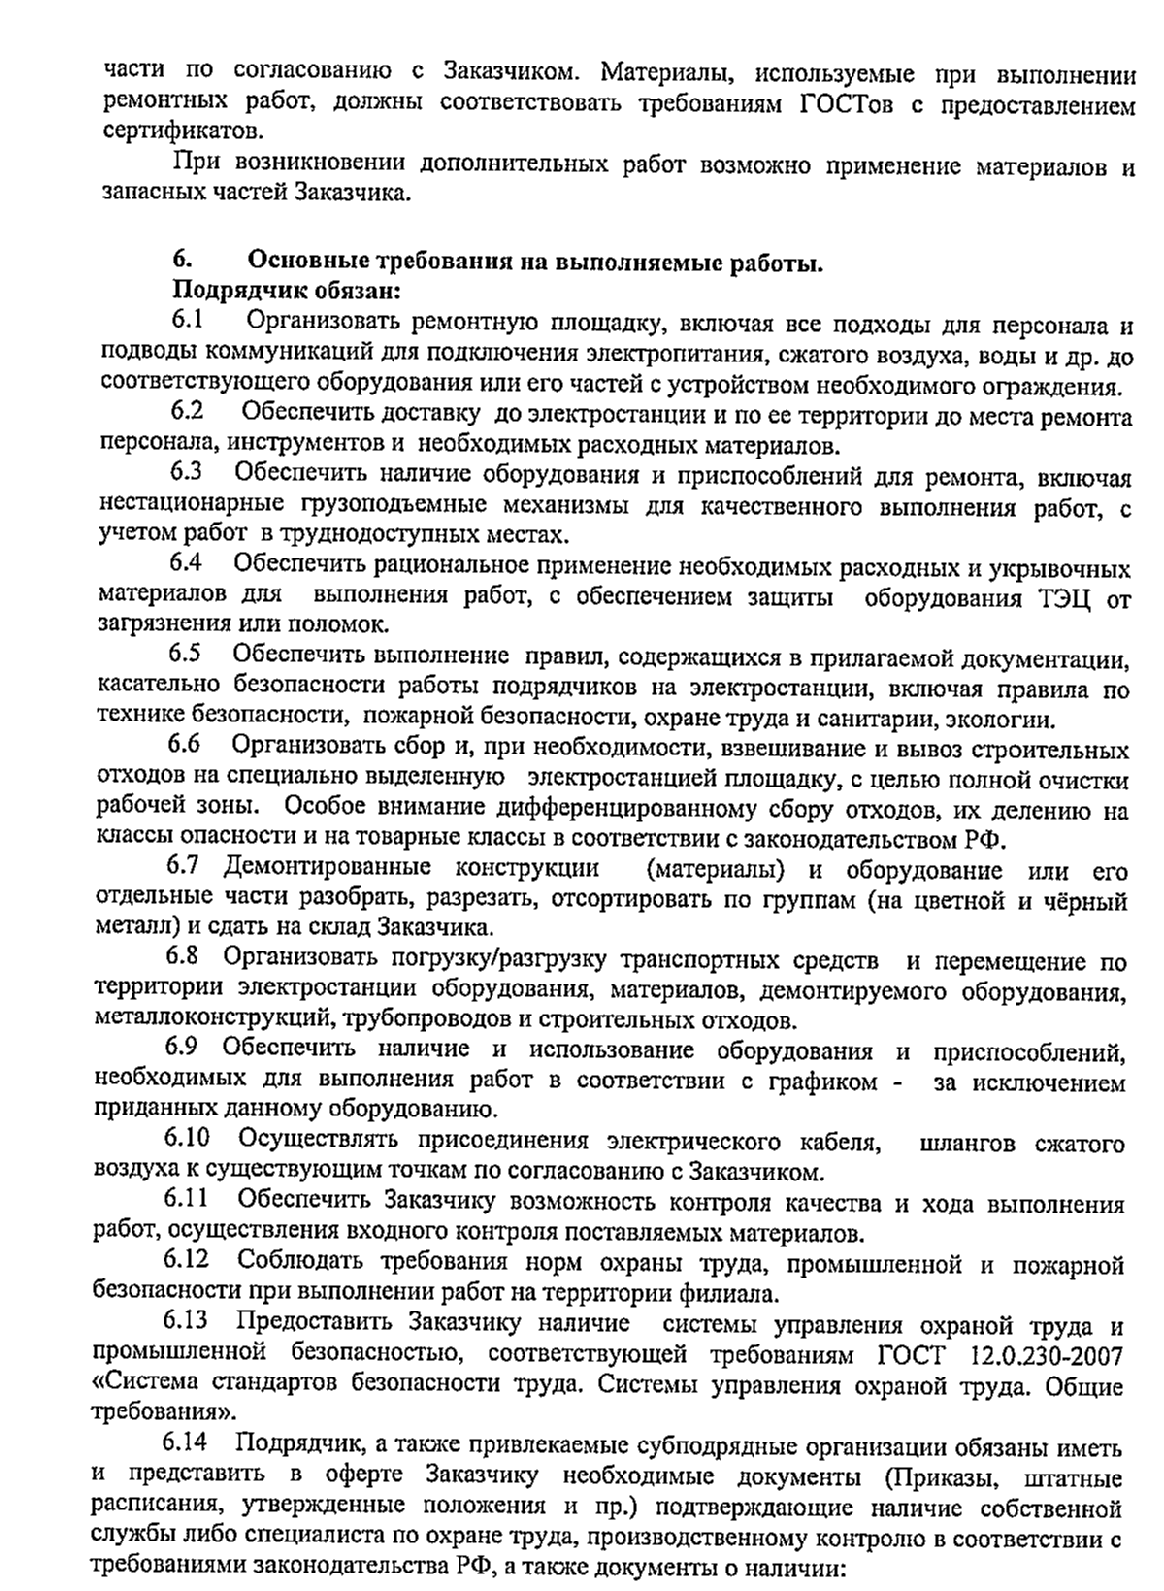 части по согласованию с Заказчиком. Материалы, используемые при выполнении
ремонтных работ, должны соответствовать требованиям ГОСТов с предоставлением
сертификатов.
При возникновении дополнительных работ возможно применение материалов и
запасных частей Заказчика.
6. Основные требования на выполняемые работы.
Подрядчик обязан:
6.1 Организовать ремонтную площадку, включая все подходы для персонала и
подводы коммуникаций для подключения электропитания, сжатого воздуха, воды и др. до
соответствующего оборудования или его частей с устройством необходимого ограждения.
6.2 Обеспечить доставку до электростанции и по ее территории до места ремонта
персонала, инструментов и необходимых расходных материалов.
6.3 Обеспечить наличие оборудования и приспособлений для ремонта, включая
нестационарные грузоподъемные механизмы для качественного выполнения работ, с
учетом работ в труднодоступных местах.
6.4 Обеспечить рациональное применение необходимых расходных и укрывочных
материалов для выполнения работ, с обеспечением защиты оборудования ТЭЦ от
загрязнения или поломок.
6.5 Обеспечить выполнение правил, содержащихся в прилагаемой документации,
касательно безопасности работы подрядчиков на электростанции, включая правила по
технике безопасности, пожарной безопасности, охране труда и санитарии, экологии.
6.6 Организовать сбор и, при необходимости, взвешивание и вывоз строительных
отходов на специально выделенную электростанцией площадку, с целью полной очистки
рабочей зоны. Особое внимание дифференцированному сбору отходов, их делению на
классы опасности и на товарные классы в соответствии с законодательством РФ.
6.7 Демонтированные конструкции (материалы) и оборудование или его
отдельные части разобрать, разрезать, отсортировать по группам (на цветной и чёрный
металл) и сдать на склад Заказчика.
6.8 Организовать погрузку/разгрузку транспортных средств и перемещение по
территории электростанции оборудования, материалов, демонтируемого оборудования,
металлоконструкций, трубопроводов и строительных отходов.
6.9 Обеспечить наличие и использование оборудования и приспособлений,
необходимых для выполнения работ в соответствии с графиком - за исключением
приданных данному оборудованию.
6.10 Осуществлять присоединения электрического кабеля, шлангов сжатого
воздуха к существующим точкам по согласованию с Заказчиком.
6.11 Обеспечить Заказчику возможность контроля качества и хода выполнения
работ, осуществления входного контроля поставляемых материалов.
6.12 Соблюдать требования норм охраны труда, промышленной и пожарной
безопасности при выполнении работ на территории филиала.
6.13 Предоставить Заказчику наличие системы управления охраной труда и
промышленной безопасностью, соответствующей требованиям ГОСТ 12.0.230-2007
«Система стандартов безопасности труда. Системы управления охраной труда. Общие
требования».
6.14 Подрядчик, а также привлекаемые субподрядные организации обязаны иметь
и представить в оферте Заказчику необходимые документы (Приказы, штатные
расписания, утвержденные положения и пр.) подтверждающие наличие собственной
службы либо специалиста по охране труда, производственному контролю в соответствии с
требованиями законодательства РФ, а также документы о наличии: